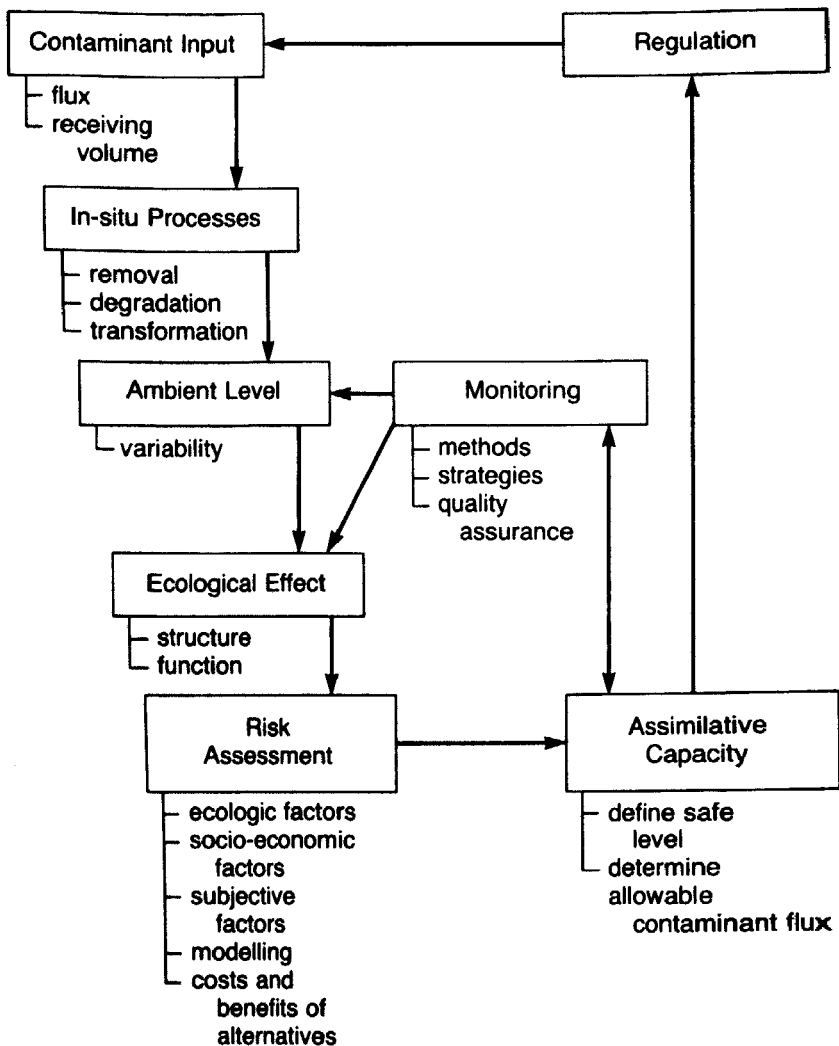 Contaminant Input
Regulation
flux
receiving
volume
In-situ Processes
removal
degradation
transformation
Ambient Level
Monitoring
variability
methods
strategies
quality
assurance
Ecological Effect
structure
function
Risk
Assessment
Assimilative
Capacity
ecologic factors
socio-economic
factors
subjective
factors
modelling
costs and
benefits of
alternatives
define safe
level
determine
allowable
contaminant flux